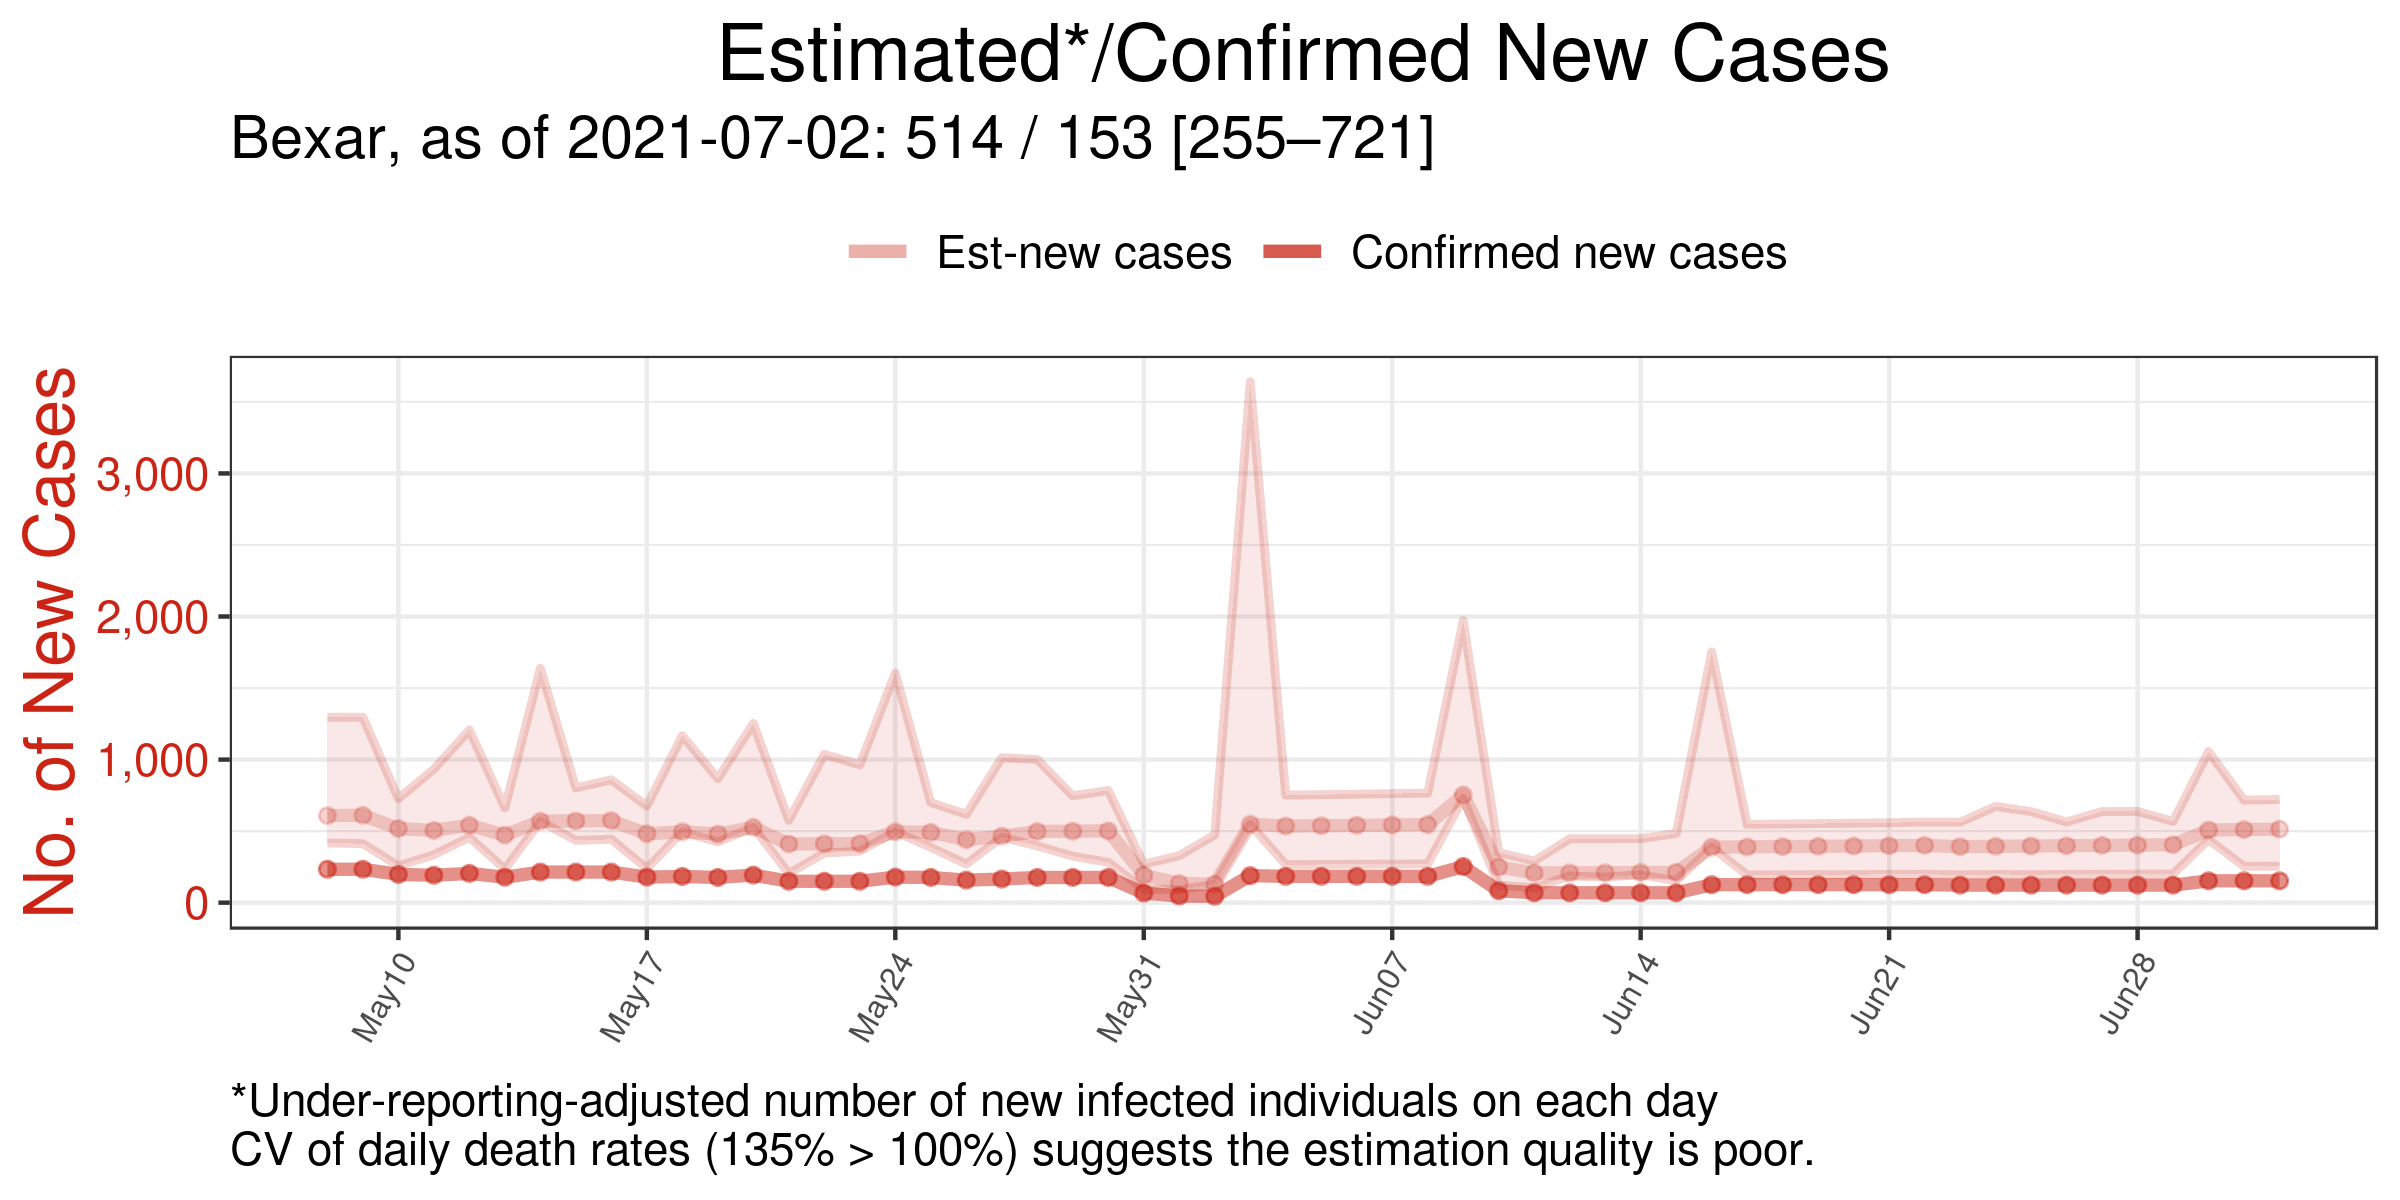 Estimated*/Confirmed New Cases
Bexar, as of 2021-07-02: 514 / 153 [255–721]
Est-new cases
Confirmed new cases
No. of New Cases
3,000
2,000
1,000
0
May10
May17
May24
May31
Jun07
Jun14
Jun21
Jun28
*Under-reporting-adjusted number of new infected individuals on each day
CV of daily death rates (135% > 100%) suggests the estimation quality is poor.